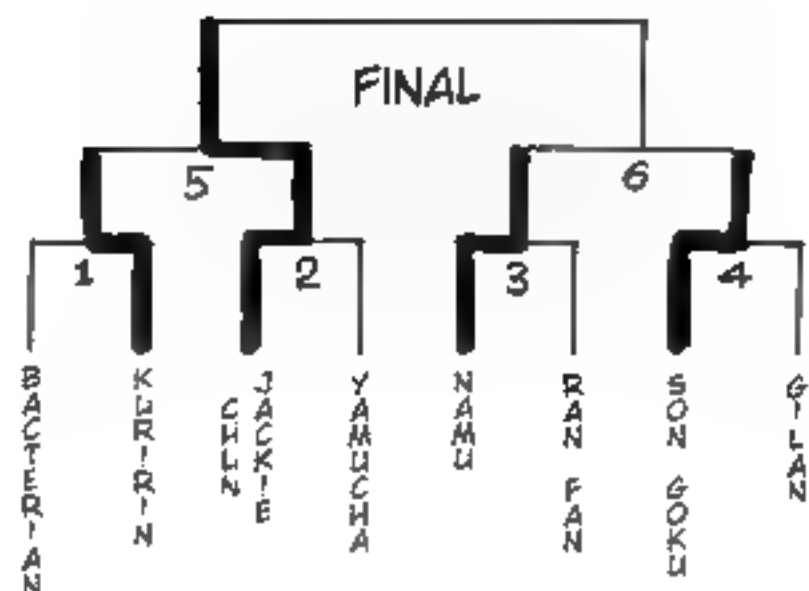 FINAL
5
6
1
2
3
4
BACTERIAN
KURIRIN
JACKIE
CHUN
YAMUCHA
NAMU
RAN FAN
SON GOKU
GILAN